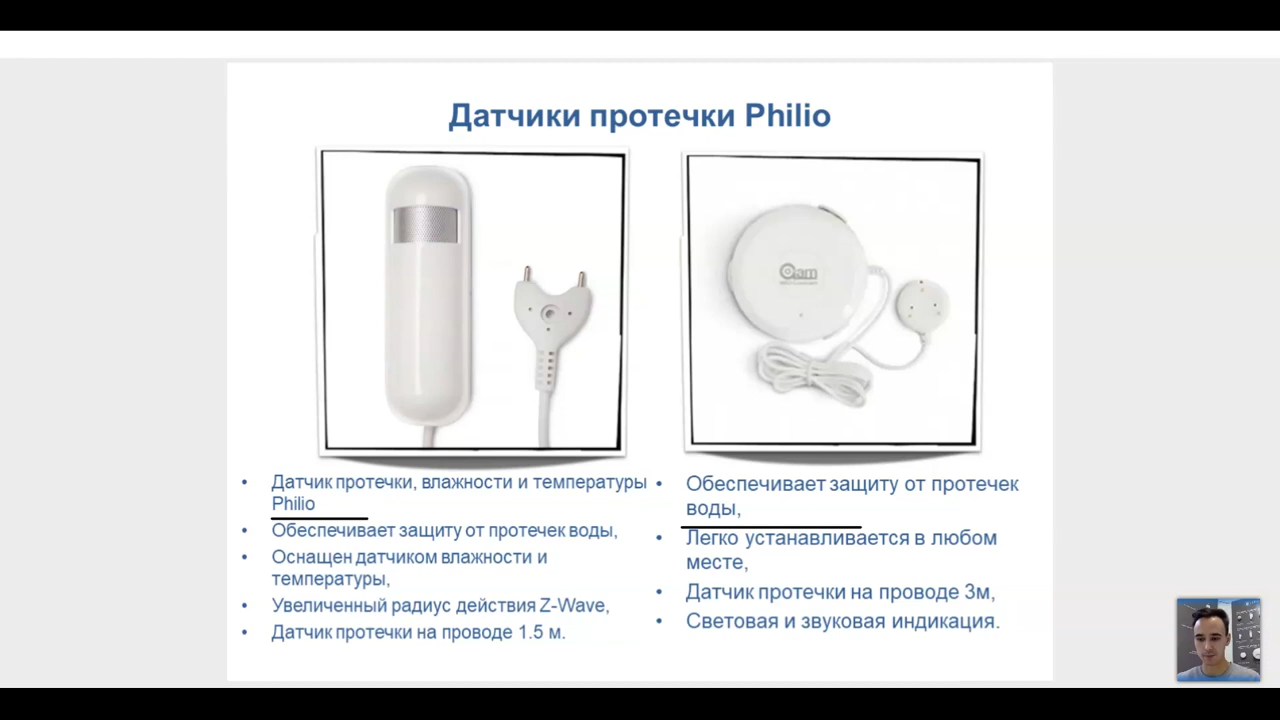 Датчики протечки Philio
Датчик протечки, влажности и температуры
Philio
Обеспечивает защиту от протечек воды,
Оснащен датчиком влажности и
температуры,
Увеличенный радиус действия Z-Wave,
Датчик протечки на проводе 1.5 м.
Обеспечивает защиту от протечек
воды,
Легко устанавливается в любом
месте,
Датчик протечки на проводе 3м,
Световая и звуковая индикация.